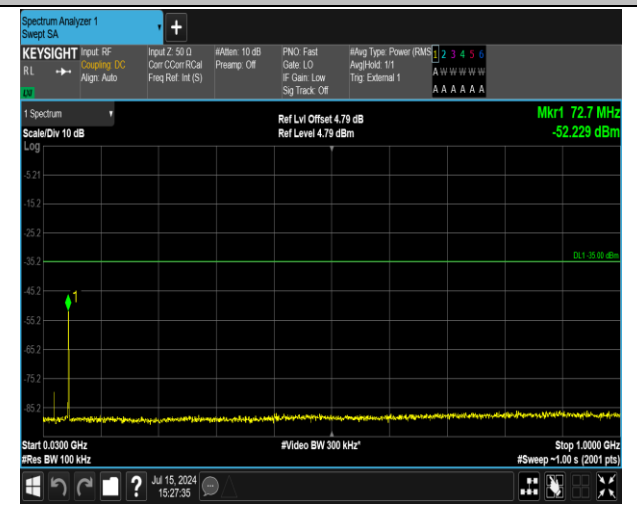 Spectrum Analyzer 1
Swept SA
+
KEYSIGHT Input: RF Input Z: 50 Ω #Atten: 10 dB PNO: Fast #Avg Type: Power (RMS 1 2 3 4 5 6
RL Coupling: DC Corr CCorr RCal Preamp: Off Gate: LO Avg|Hold: 1/1 A W W W W W
Align: Auto Freq Ref: Int (S) IF Gain: Low Trig: External 1
Sig Track: Off A A A A A A
1 Spectrum Ref Lvl Offset 4.79 dB Mkr1 72.7 MHz
Scale/Div 10 dB Ref Level 4.79 dBm -52.229 dBm
Log
-5.21
-15.2
-25.2
DL1 -35.00 dBm
-35.2
-45.2
1
-55.2
-65.2
-75.2
-85.2
Start 0.0300 GHz #Video BW 300 kHz* Stop 1.0000 GHz
#Res BW 100 kHz #Sweep ~1.00 s (2001 pts)
? Jul 15, 2024
15:27:35